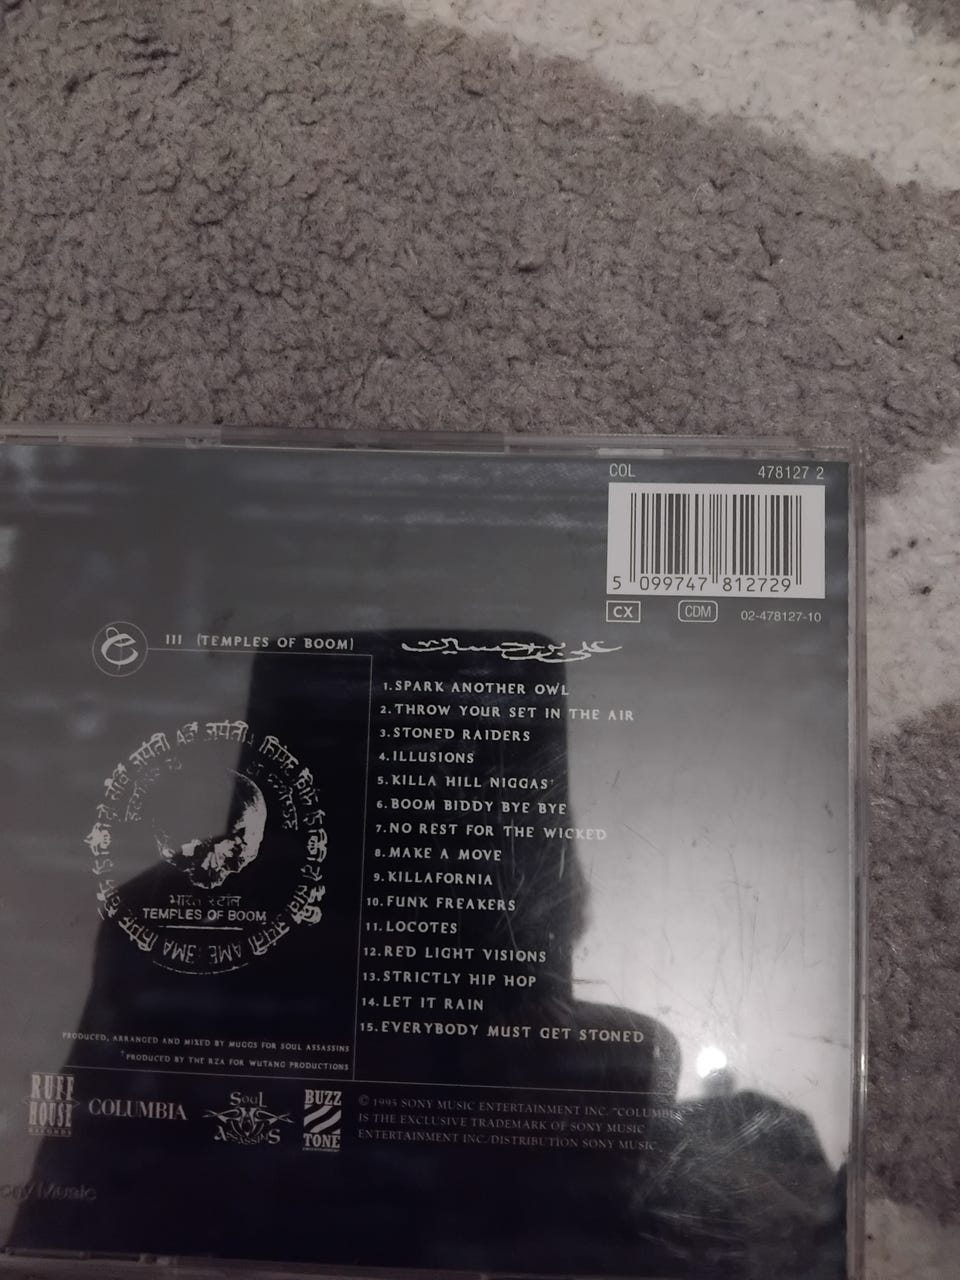 COL 478127 2
5 099747 812729
CX CDM 02-478127-10
III (TEMPLES OF BOOM)
1. SPARK ANOTHER OWL
2. THROW YOUR SET IN THE AIR
3. STONED RAIDERS
4. ILLUSIONS
5. KILLA HILL NIGGAS†
6. BOOM BIDDY BYE BYE
7. NO REST FOR THE WICKED
8. MAKE A MOVE
9. KILLAFORNIA
10. FUNK FREAKERS
11. LOCOTES
12. RED LIGHT VISIONS
13. STRICTLY HIP HOP
14. LET IT RAIN
15. EVERYBODY MUST GET STONED
भारत स्टॉल
TEMPLES OF BOOM
PRODUCED, ARRANGED AND MIXED BY MUGGS FOR SOUL ASSASSINS
†PRODUCED BY THE RZA FOR WUTANG PRODUCTIONS
RUFF
HOUSE
RECORDS
COLUMBIA
SOUL
ASSASSINS
BUZZ
TONE
© 1995 SONY MUSIC ENTERTAINMENT INC. "COLUMBIA
IS THE EXCLUSIVE TRADEMARK OF SONY MUSIC
ENTERTAINMENT INC./DISTRIBUTION SONY MUSIC
Music